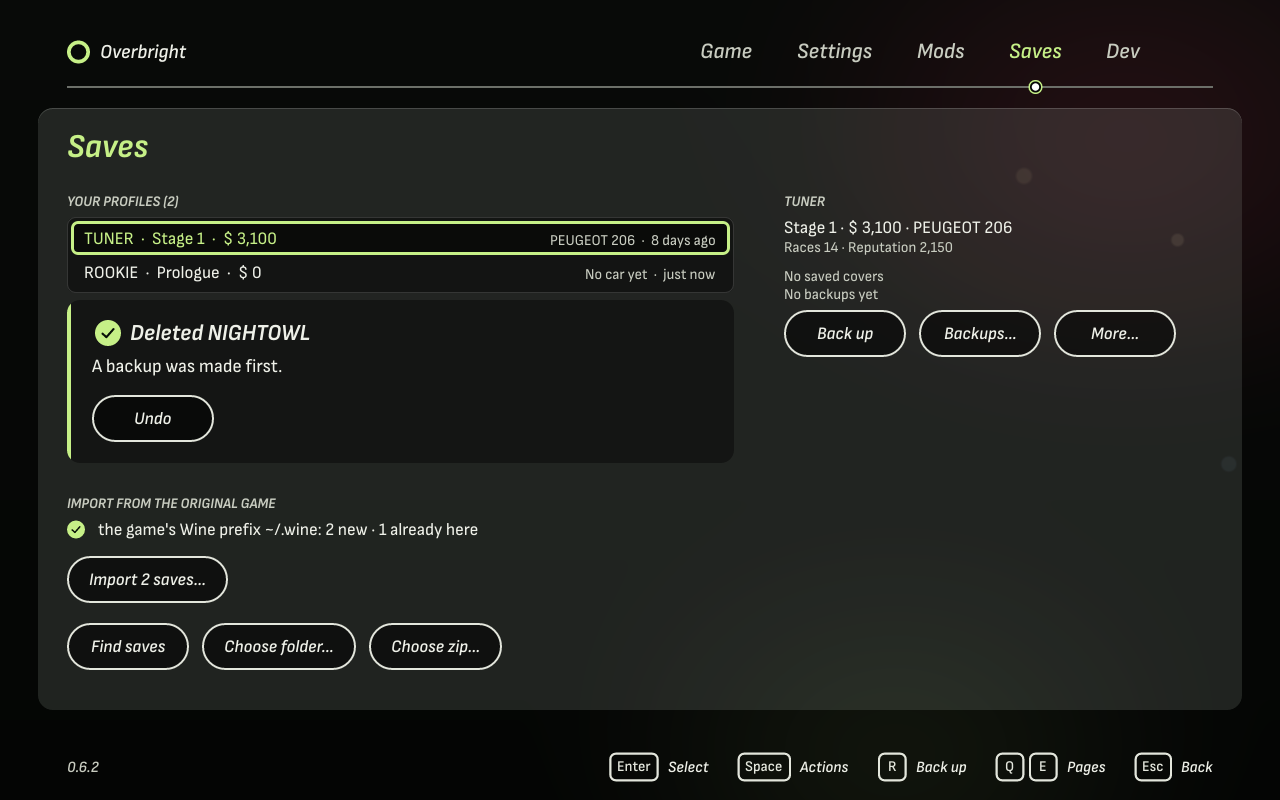 Overbright
Game Settings Mods Saves Dev
Saves
YOUR PROFILES (2)
TUNER · Stage 1 · $ 3,100 PEUGEOT 206 · 8 days ago
ROOKIE · Prologue · $ 0 No car yet · just now
Deleted NIGHTOWL
A backup was made first.
Undo
IMPORT FROM THE ORIGINAL GAME
the game's Wine prefix ~/.wine: 2 new · 1 already here
Import 2 saves...
Find saves Choose folder... Choose zip...
TUNER
Stage 1 · $ 3,100 · PEUGEOT 206
Races 14 · Reputation 2,150
No saved covers
No backups yet
Back up Backups... More...
0.6.2
Enter Select Space Actions R Back up Q E Pages Esc Back